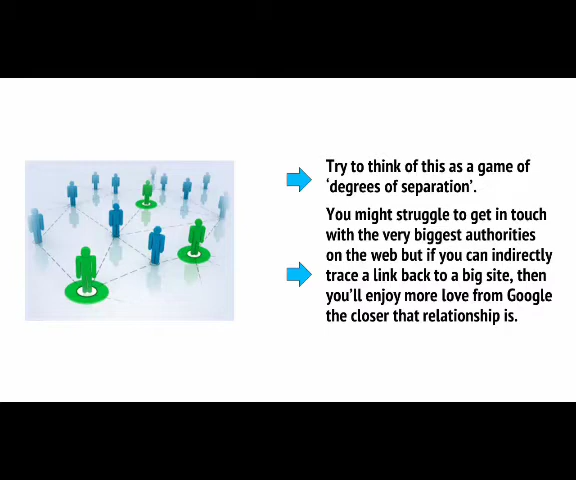 Try to think of this as a game of
‘degrees of separation’.
You might struggle to get in touch
with the very biggest authorities
on the web but if you can indirectly
trace a link back to a big site, then
you’ll enjoy more love from Google
the closer that relationship is.